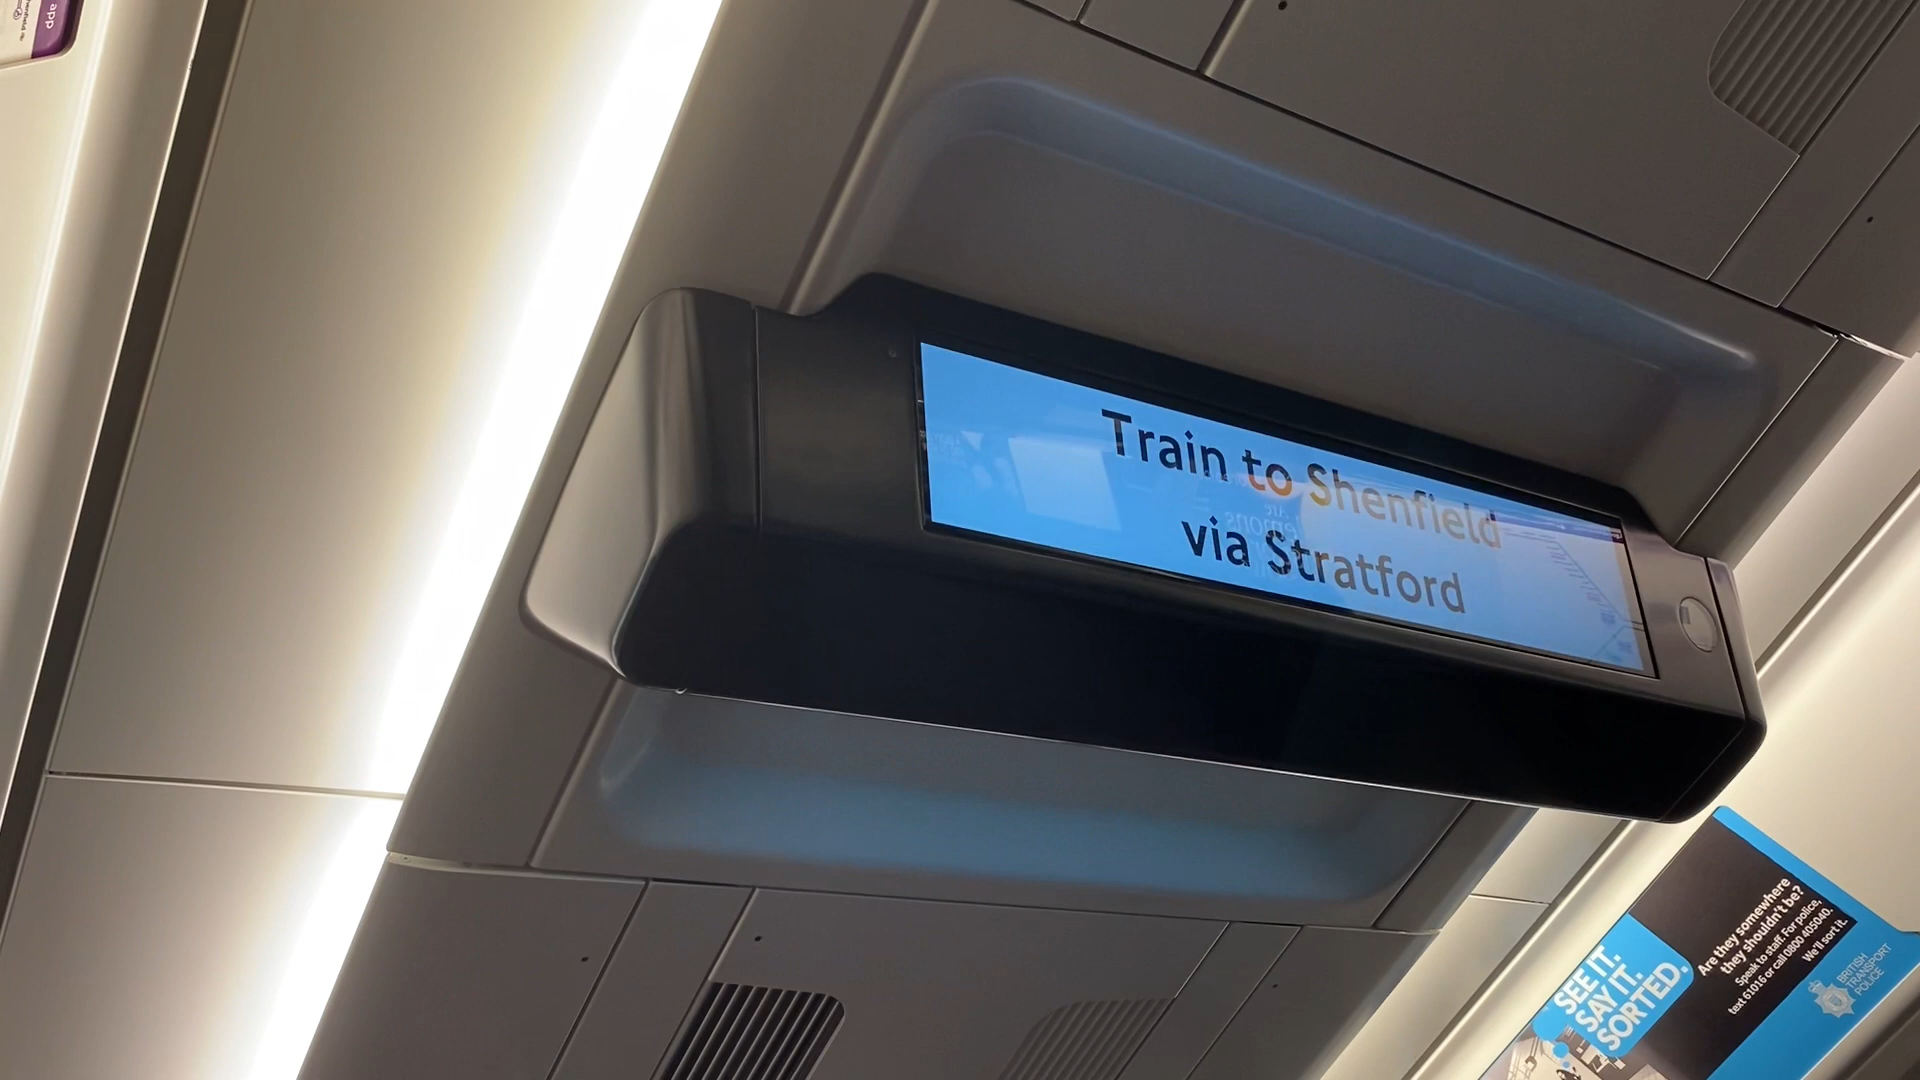 app
Train to Shenfield
via Stratford
SEE IT.
SAY IT.
SORTED.
Are they somewhere
they shouldn't be?
Speak to staff. For police,
text 61016 or call 0800 405040.
We'll sort it.
BRITISH
TRANSPORT
POLICE